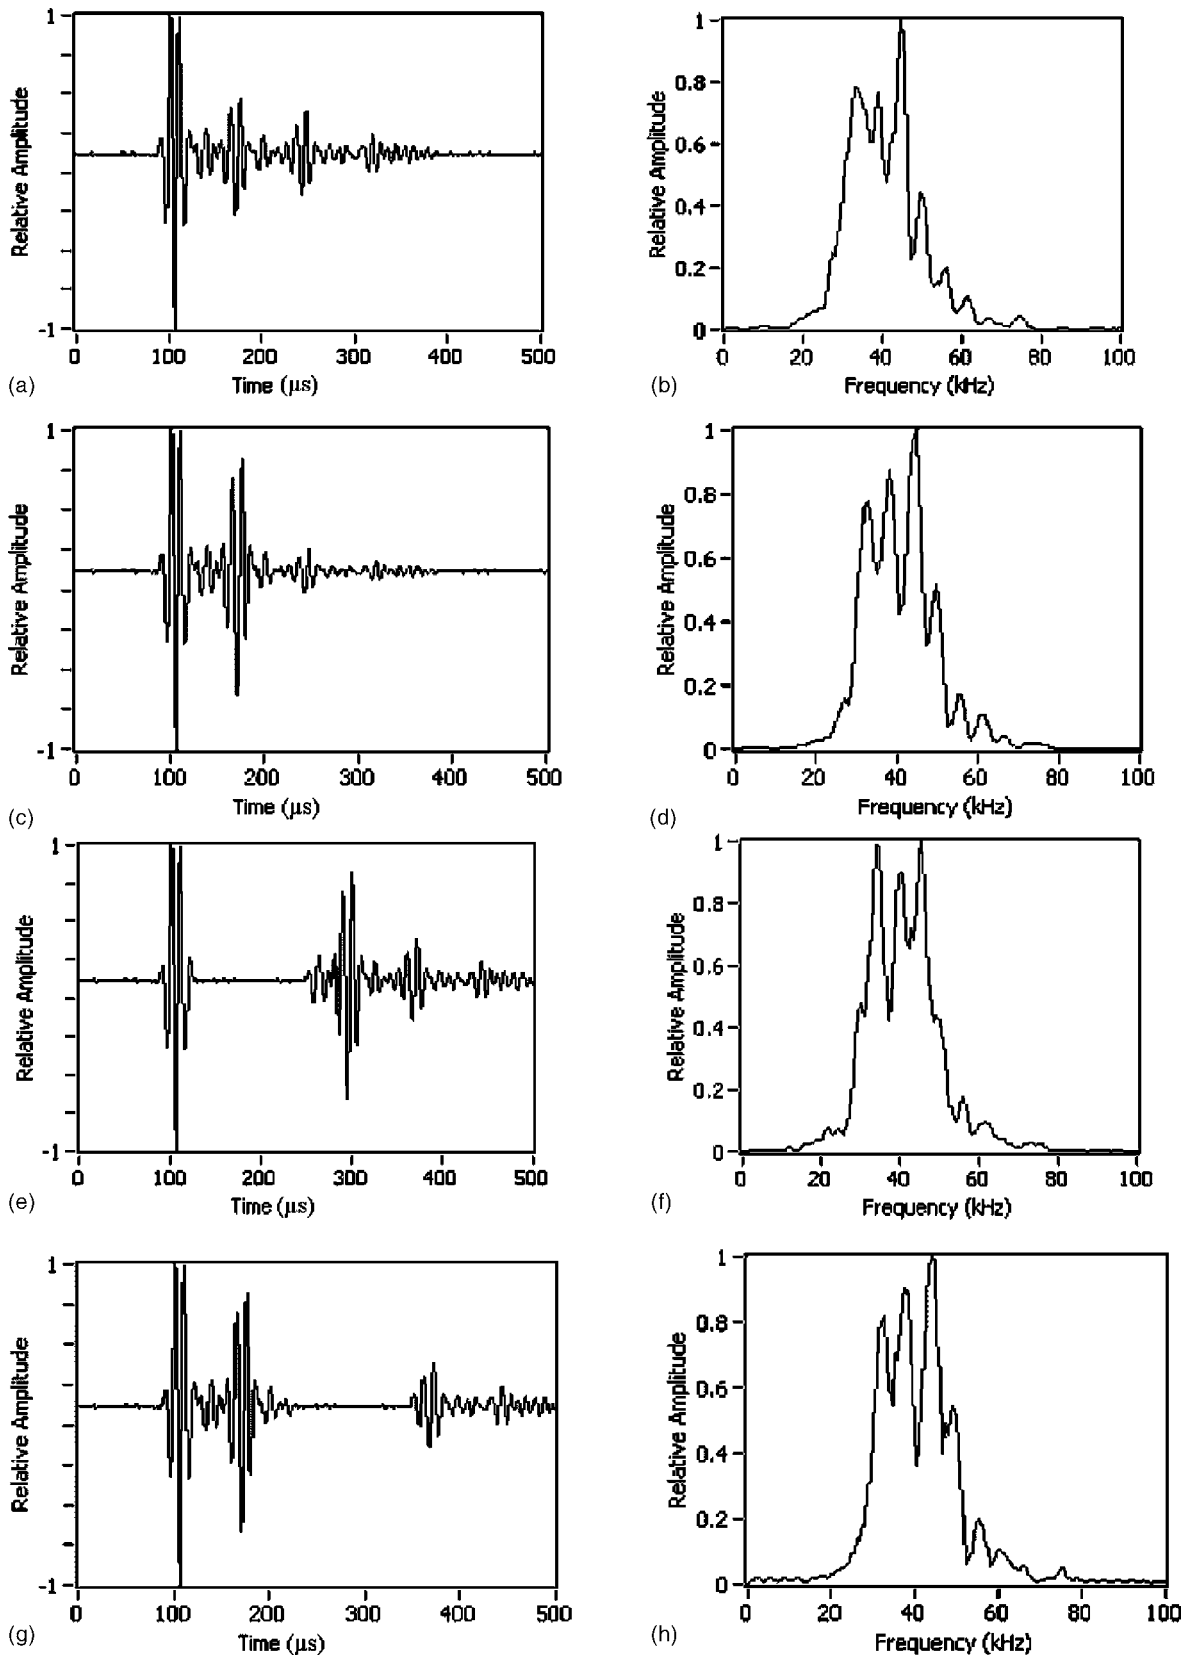 1
-1
Relative Amplitude
0 100 200 300 400 500
Time (μs)
(a)
1
0.8
0.6
0.4
0.2
0
Relative Amplitude
0 20 40 60 80 100
Frequency (kHz)
(b)
1
-1
Relative Amplitude
0 100 200 300 400 500
Time (μs)
(c)
1
0.8
0.6
0.4
0.2
0
Relative Amplitude
0 20 40 60 80 100
Frequency (kHz)
(d)
1
-1
Relative Amplitude
0 100 200 300 400 500
Time (μs)
(e)
1
0.8
0.6
0.4
0.2
0
Relative Amplitude
0 20 40 60 80 100
Frequency (kHz)
(f)
1
-1
Relative Amplitude
0 100 200 300 400 500
Time (μs)
(g)
1
0.8
0.6
0.4
0.2
0
Relative Amplitude
0 20 40 60 80 100
Frequency (kHz)
(h)